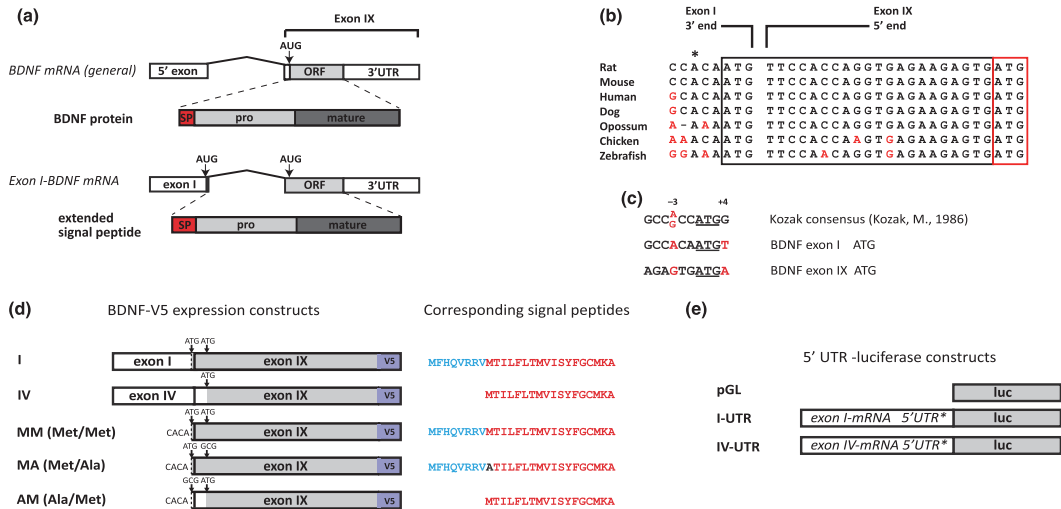 (a)
Exon IX
AUG
BDNF mRNA (general)
5' exon
ORF
3'UTR
BDNF protein
SP
pro
mature
AUG
AUG
Exon I-BDNF mRNA
exon I
ORF
3'UTR
extended
signal peptide
SP
pro
mature
(b)
Exon I
3' end
Exon IX
5' end
*
Rat CCACAATG TTCCACCAGGTGAGAAGAGTGATG
Mouse CCACAATG TTCCACCAGGTGAGAAGAGTGATG
Human GCACAATG TTCCACCAGGTGAGAAGAGTGATG
Dog GCACAATG TTCCACCAGGTGAGAAGAGTGATG
Opossum A-AAAATG TTCCACCAGGTGAGAAGAGTGATG
Chicken AAACAATG TTCCACCAAGTGAGAAGAGTGATG
Zebrafish GGAAAATG TTCCAACAGGTGAGAAGAGTGATG
(c)
−3 +4
GCCAGCCATGG Kozak consensus (Kozak, M., 1986)
GCCACAATGT BDNF exon I ATG
AGAGTGATGA BDNF exon IX ATG
(d)
BDNF-V5 expression constructs
Corresponding signal peptides
ATG ATG
I exon I exon IX V5 MFHQVRRVMTILFLTMVISYFGCMKA
ATG
IV exon IV exon IX V5 MTILFLTMVISYFGCMKA
ATG ATG
MM (Met/Met) CACA exon IX V5 MFHQVRRVMTILFLTMVISYFGCMKA
ATG GCG
MA (Met/Ala) CACA exon IX V5 MFHQVRRVATILFLTMVISYFGCMKA
GCG ATG
AM (Ala/Met) CACA exon IX V5 MTILFLTMVISYFGCMKA
(e)
5' UTR -luciferase constructs
pGL luc
I-UTR exon I-mRNA 5'UTR* luc
IV-UTR exon IV-mRNA 5'UTR* luc